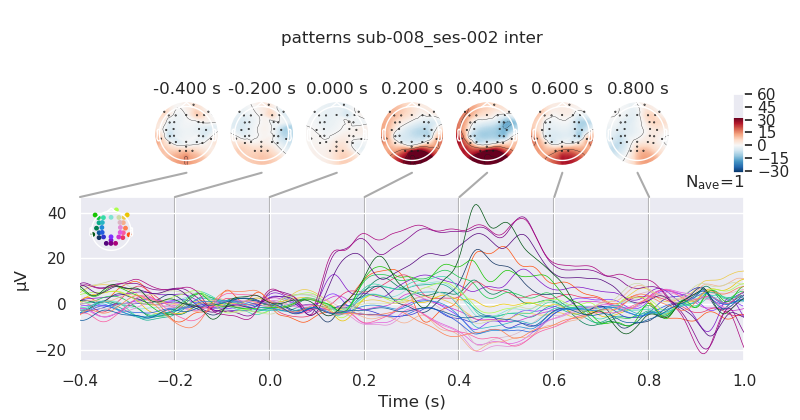 patterns sub-008_ses-002 inter
-0.400 s -0.200 s 0.000 s 0.200 s 0.400 s 0.600 s 0.800 s
60
45
30
15
0
−15
−30
Nave=1
40
20
0
−20
µV
−0.4 −0.2 0.0 0.2 0.4 0.6 0.8 1.0
Time (s)